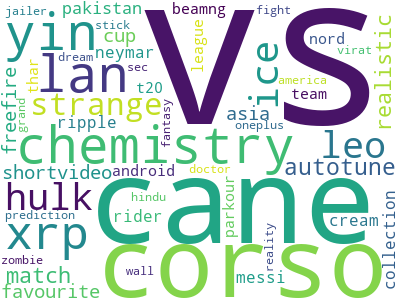 jailer
pakistan
beamng
fight
stick
cup
yin
lan
neymar
league
nord
virat
VS
dream
sec
thar
t20
ice
america
team
realistic
freefire
grand
strange
ripple
asia
oneplus
fantasy
chemistry
leo
doctor
autotune
shortvideo
android
hulk
cane
hindu
rider
parkour
cream
collection
prediction
xrp
corso
reality
zombie
match
wall
messi
favourite